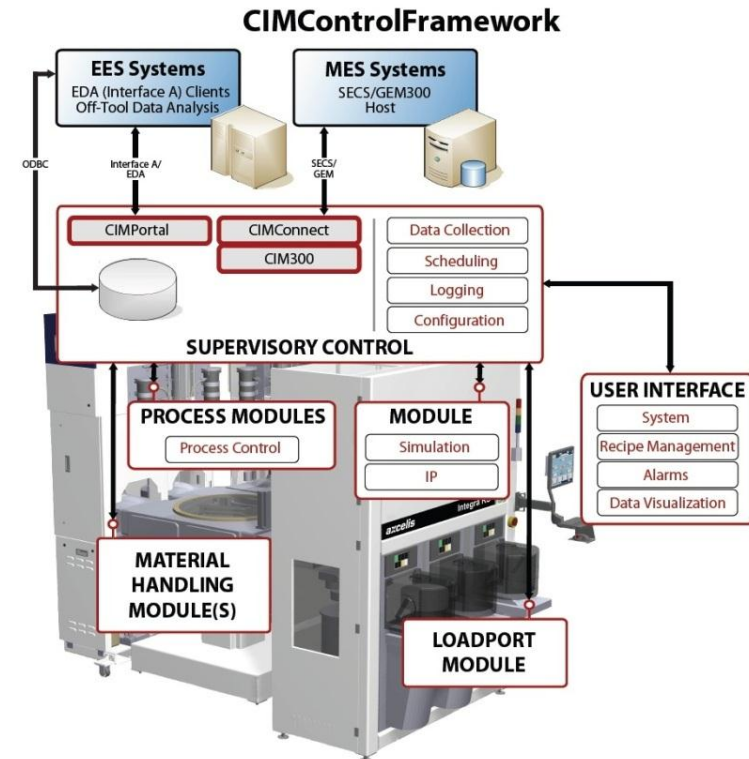 CIMControlFramework
EES Systems
EDA (Interface A) Clients
Off-Tool Data Analysis
MES Systems
SECS/GEM300
Host
ODBC
Interface A/
EDA
SECS/
GEM
CIMPortal
CIMConnect
CIM300
Data Collection
Scheduling
Logging
Configuration
SUPERVISORY CONTROL
PROCESS MODULES
Process Control
MODULE
Simulation
IP
USER INTERFACE
System
Recipe Management
Alarms
Data Visualization
axcelis
MATERIAL
HANDLING
MODULE(S)
LOADPORT
MODULE